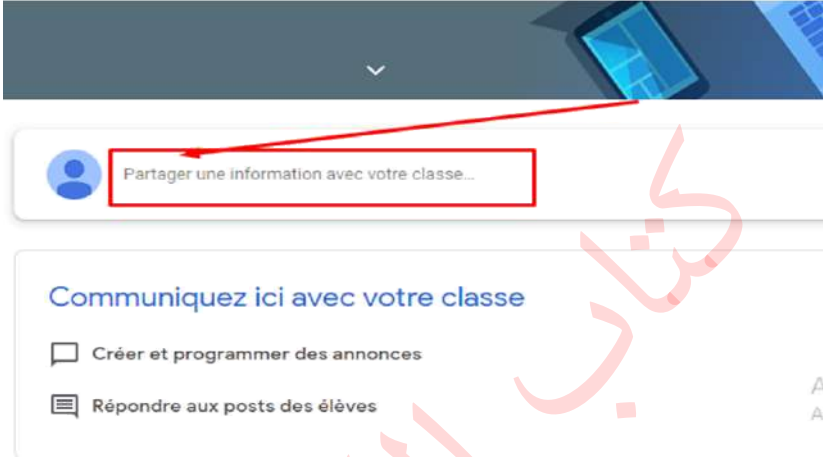 Partager une information avec votre classe...
Communiquez ici avec votre classe
Créer et programmer des annonces
Répondre aux posts des élèves
كتاب
A
A